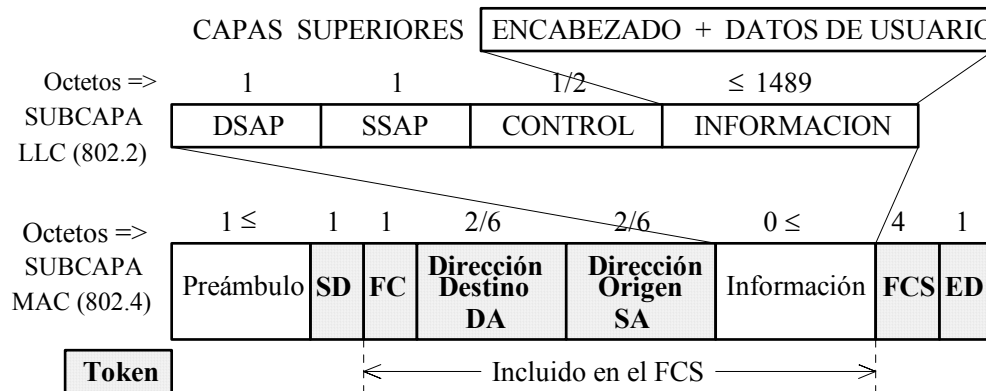 CAPAS SUPERIORES ENCABEZADO + DATOS DE USUARIO
Octetos => 1 1 1/2 ≤ 1489
SUBCAPA
LLC (802.2)
DSAP SSAP CONTROL INFORMACION
Octetos => 1 ≤ 1 1 2/6 2/6 0 ≤ 4 1
SUBCAPA
MAC (802.4)
Preámbulo SD FC Dirección Destino DA Dirección Origen SA Información FCS ED
Token Incluido en el FCS